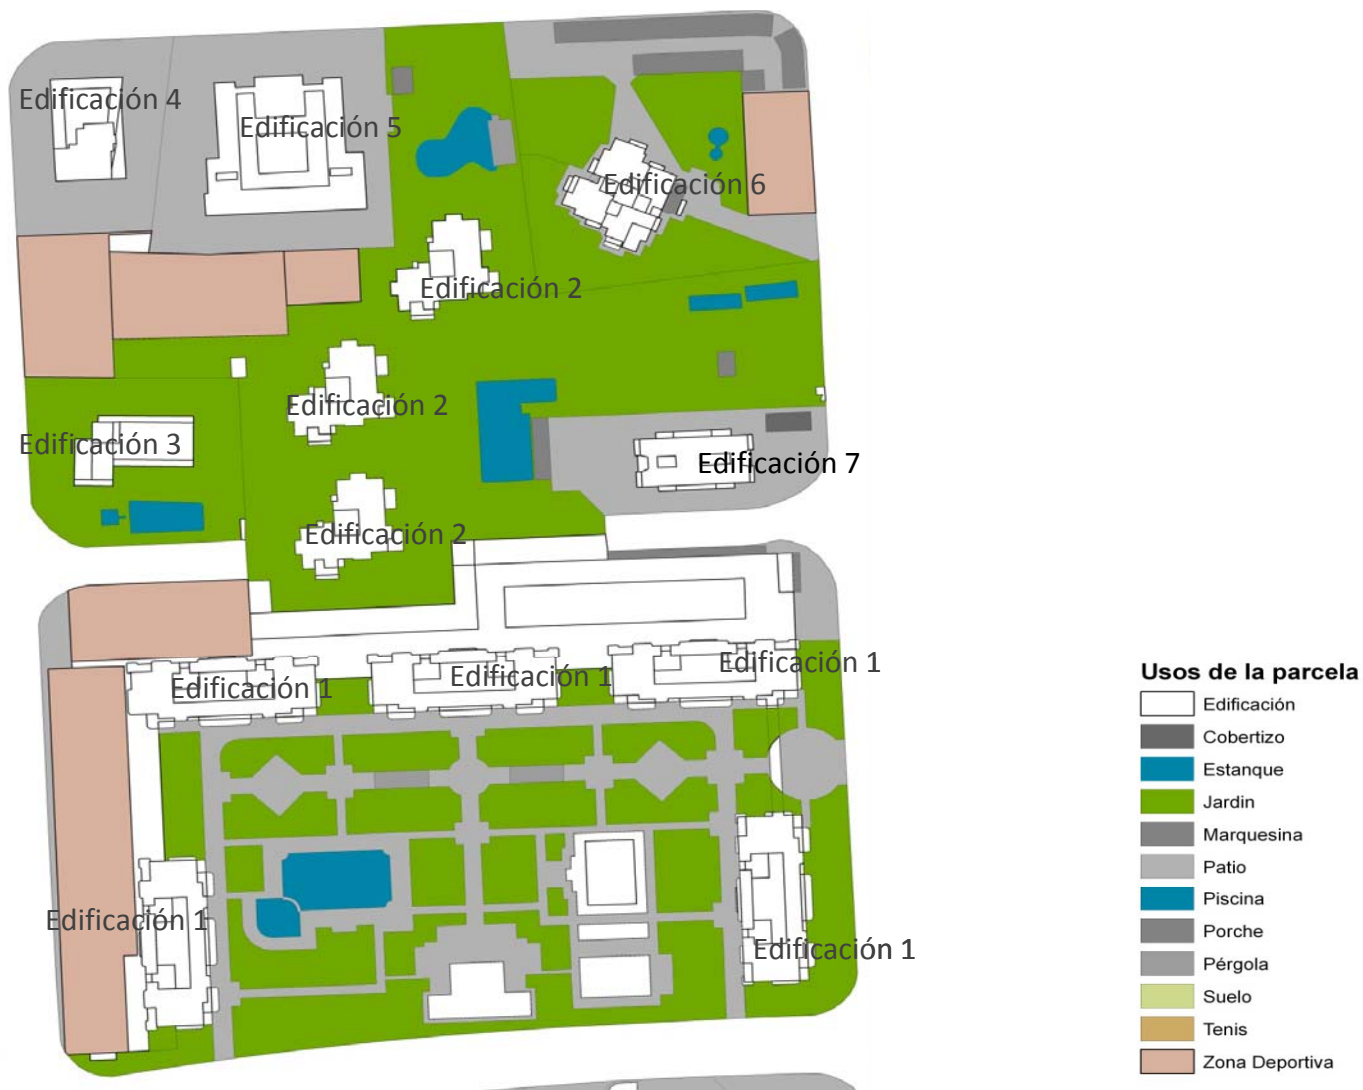 Edificación 4
Edificación 5
Edificación 6
Edificación 2
Edificación 2
Edificación 3
Edificación 7
Edificación 2
Edificación 1
Edificación 1
Edificación 1
Edificación 1
Edificación 1
Usos de la parcela
Edificación
Cobertizo
Estanque
Jardin
Marquesina
Patio
Piscina
Porche
Pérgola
Suelo
Tenis
Zona Deportiva